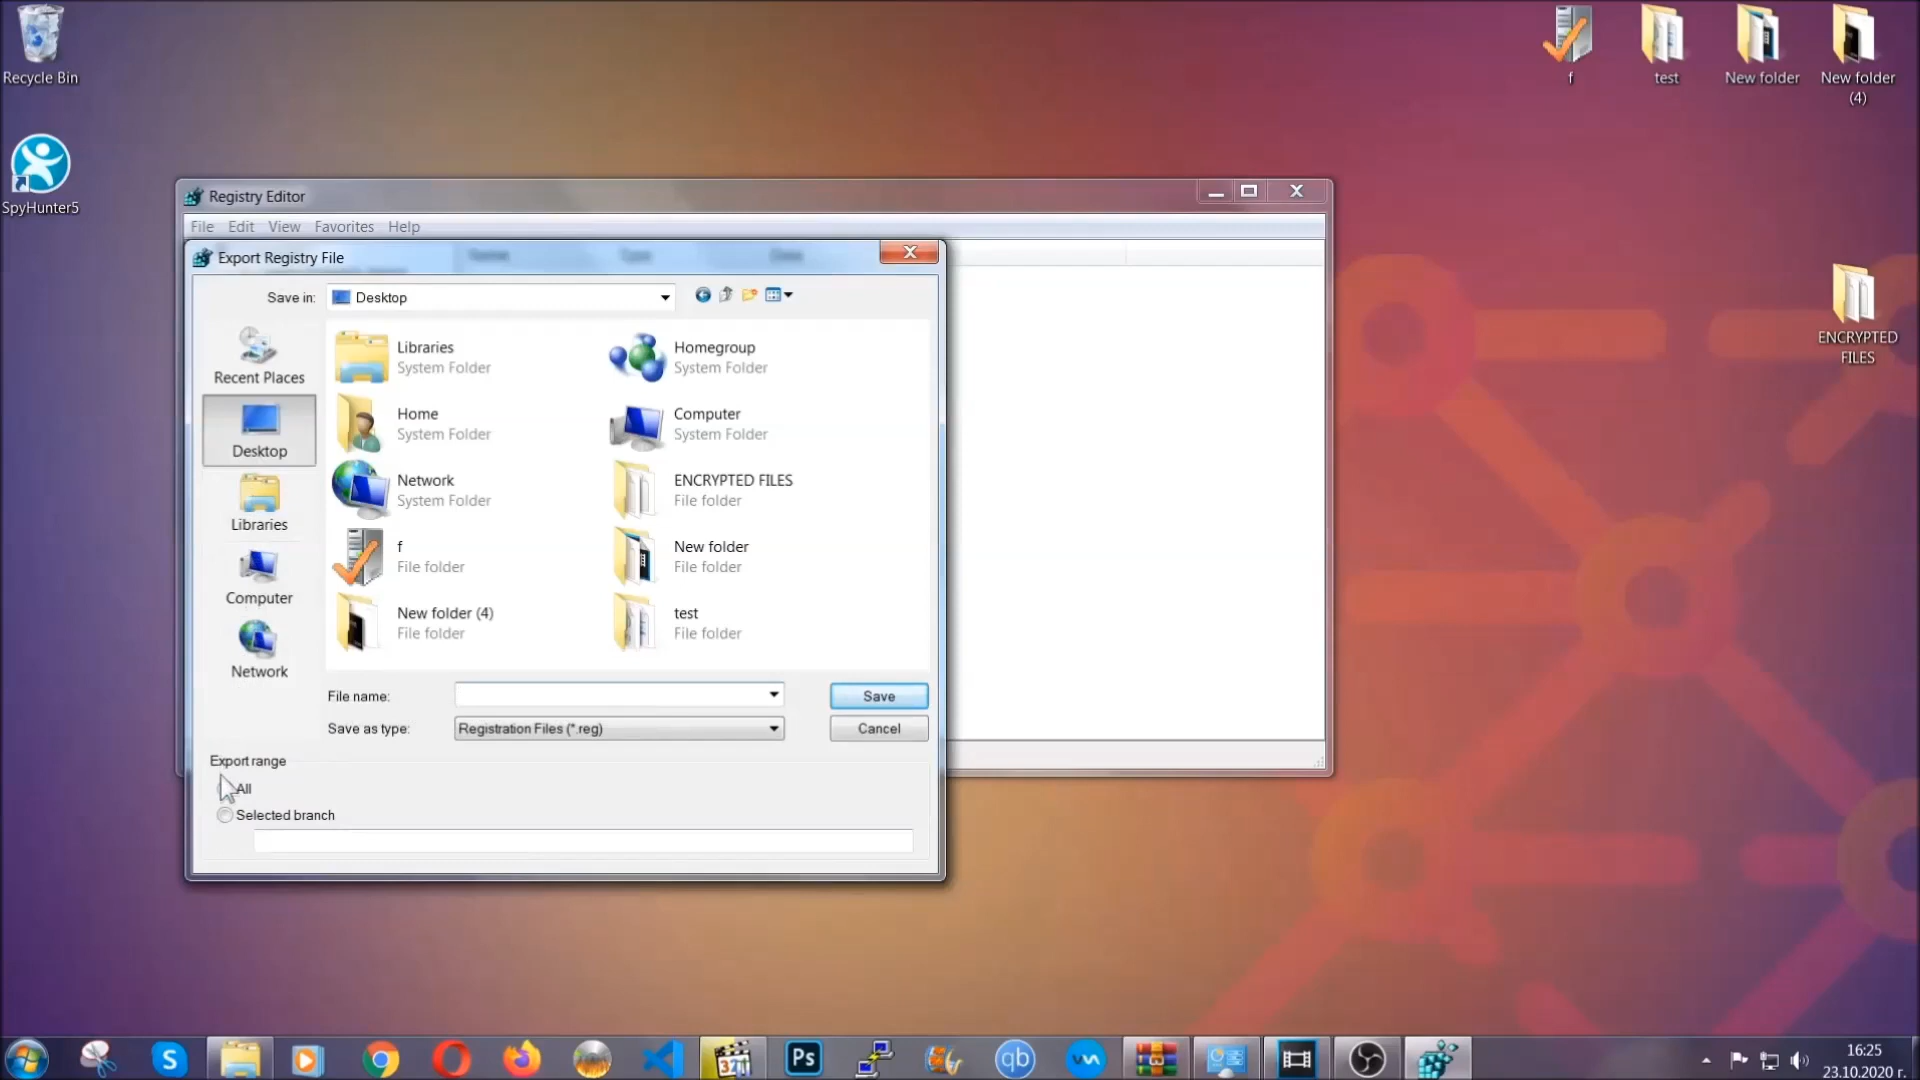 Recycle Bin
SpyHunter5
f
test
New folder
New folder
(4)
ENCRYPTED
FILES
Registry Editor
File Edit View Favorites Help
Export Registry File
Save in:
Desktop
Recent Places
Desktop
Libraries
Computer
Network
Libraries
System Folder
Homegroup
System Folder
Home
System Folder
Computer
System Folder
Network
System Folder
ENCRYPTED FILES
File folder
f
File folder
New folder
File folder
New folder (4)
File folder
test
File folder
File name:
Save
Save as type:
Registration Files (*.reg)
Cancel
Export range
All
Selected branch
S
321
Ps
qb
16:25
23.10.2020 г.